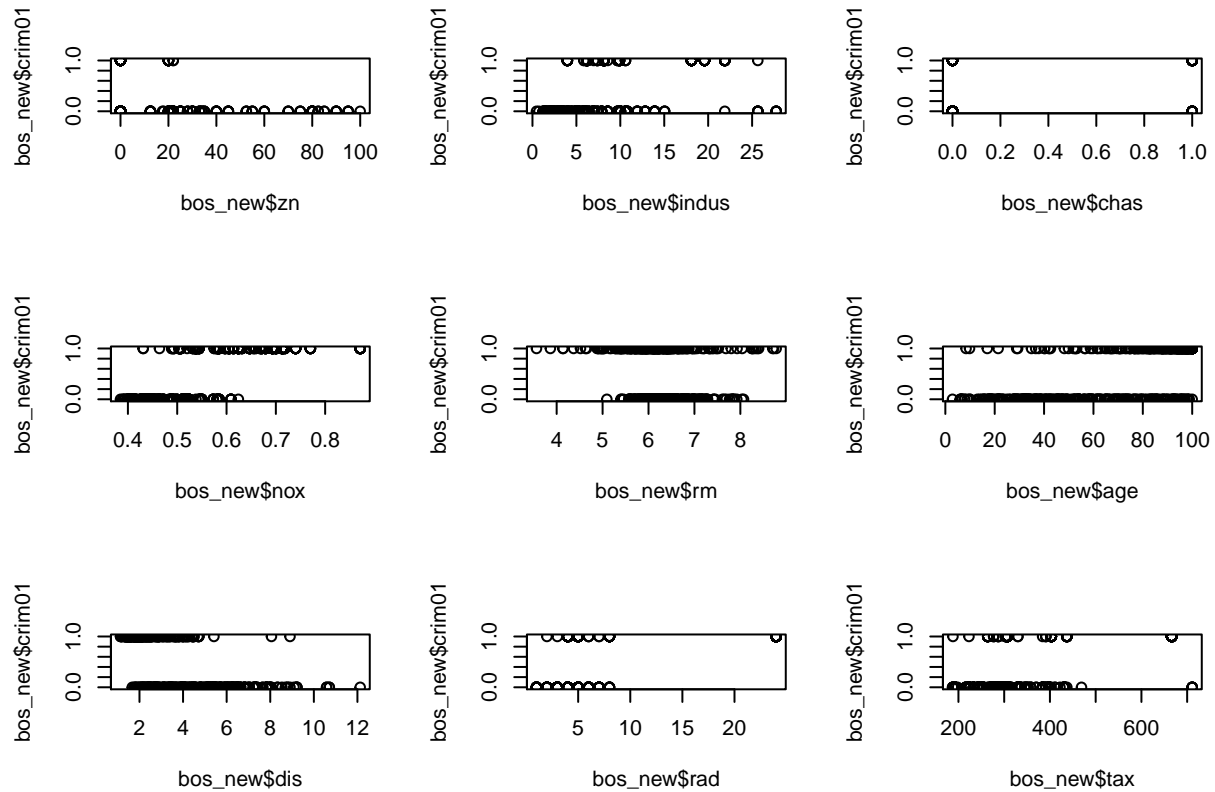 bos_new$crim01
1.0
0.0
0 20 40 60 80 100
bos_new$zn
bos_new$crim01
1.0
0.0
0 5 10 15 20 25
bos_new$indus
bos_new$crim01
1.0
0.0
0.0 0.2 0.4 0.6 0.8 1.0
bos_new$chas
bos_new$crim01
1.0
0.0
0.4 0.5 0.6 0.7 0.8
bos_new$nox
bos_new$crim01
1.0
0.0
4 5 6 7 8
bos_new$rm
bos_new$crim01
1.0
0.0
0 20 40 60 80 100
bos_new$age
bos_new$crim01
1.0
0.0
2 4 6 8 10 12
bos_new$dis
bos_new$crim01
1.0
0.0
5 10 15 20
bos_new$rad
bos_new$crim01
1.0
0.0
200 400 600
bos_new$tax